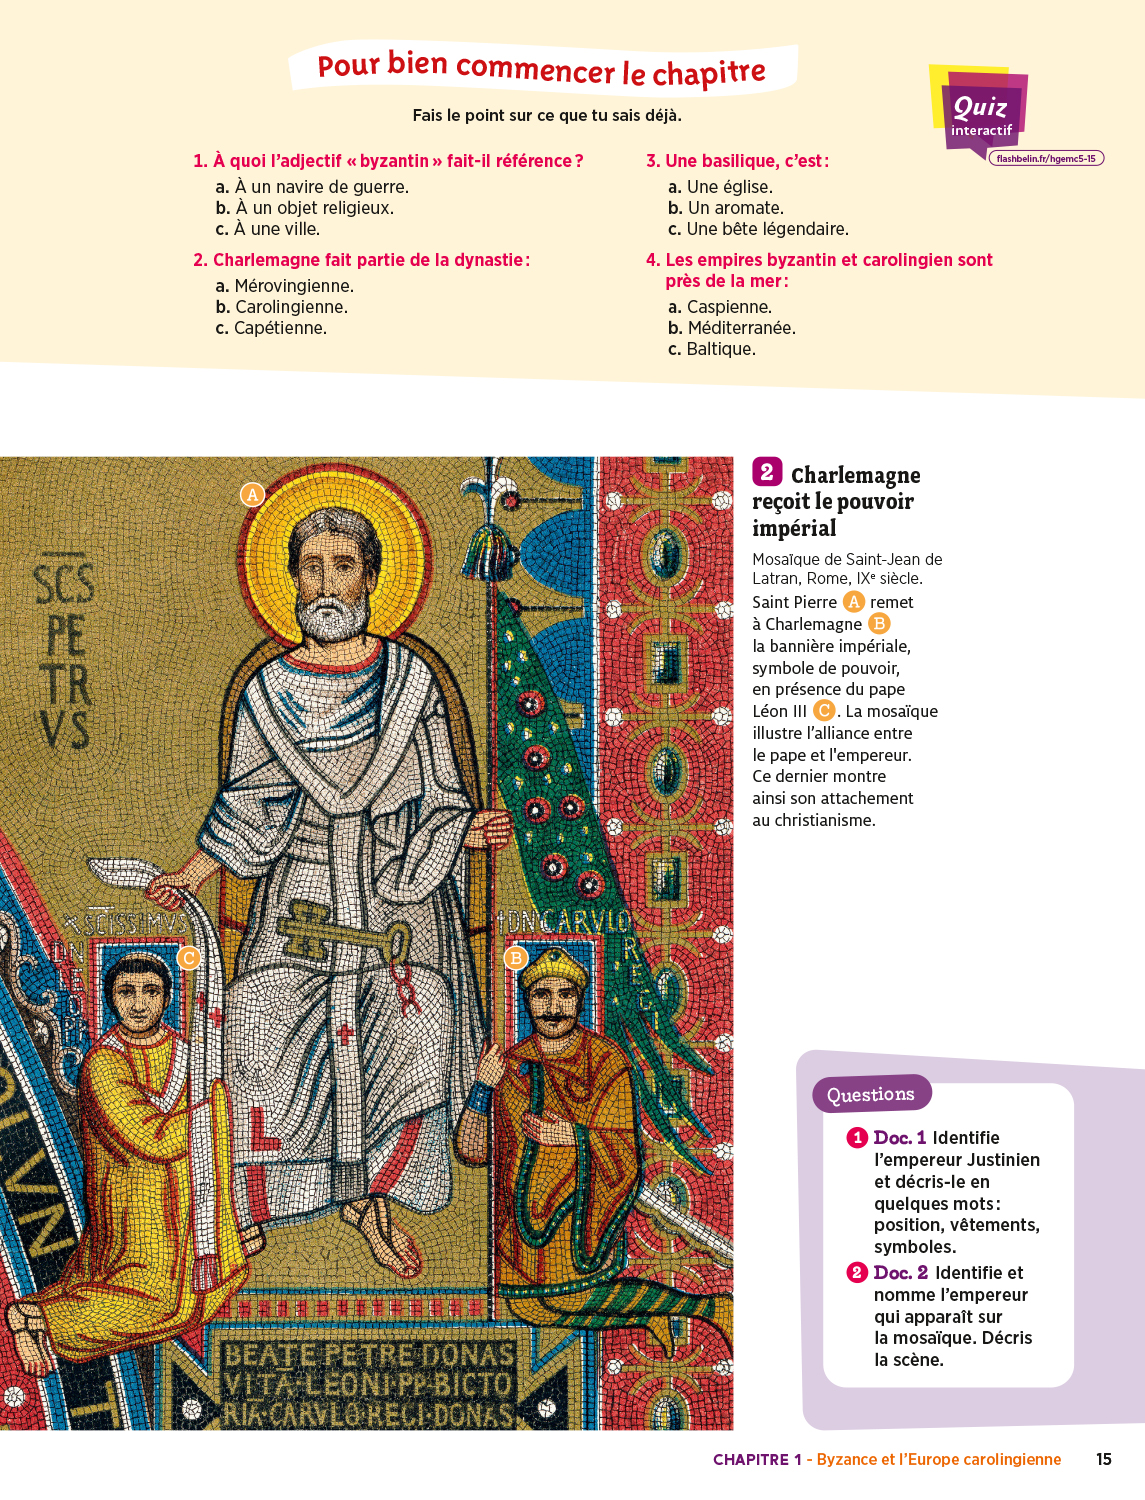 Pour bien commencer le chapitre
Fais le point sur ce que tu sais déjà.
Quiz
interactif
flashbelin.fr/hgemc5-15
1. À quoi l'adjectif « byzantin » fait-il référence ?
a. À un navire de guerre.
b. À un objet religieux.
c. À une ville.
2. Charlemagne fait partie de la dynastie :
a. Mérovingienne.
b. Carolingienne.
c. Capétienne.
3. Une basilique, c'est :
a. Une église.
b. Un aromate.
c. Une bête légendaire.
4. Les empires byzantin et carolingien sont
près de la mer :
a. Caspienne.
b. Méditerranée.
c. Baltique.
A
SCS
PE
TR
VS
SCISSIMVS
C
DN CARVLO
REGI
B
BEATE PETRE DONAS
VITA LEONI PP BICTO
RIA CARVLO REGI DONAS
2 Charlemagne
reçoit le pouvoir
impérial
Mosaïque de Saint-Jean de
Latran, Rome, IXe siècle.
Saint Pierre A remet
à Charlemagne B
la bannière impériale,
symbole de pouvoir,
en présence du pape
Léon III C. La mosaïque
illustre l'alliance entre
le pape et l'empereur.
Ce dernier montre
ainsi son attachement
au christianisme.
Questions
1 Doc. 1 Identifie
l'empereur Justinien
et décris-le en
quelques mots :
position, vêtements,
symboles.
2 Doc. 2 Identifie et
nomme l'empereur
qui apparaît sur
la mosaïque. Décris
la scène.
CHAPITRE 1 - Byzance et l'Europe carolingienne 15